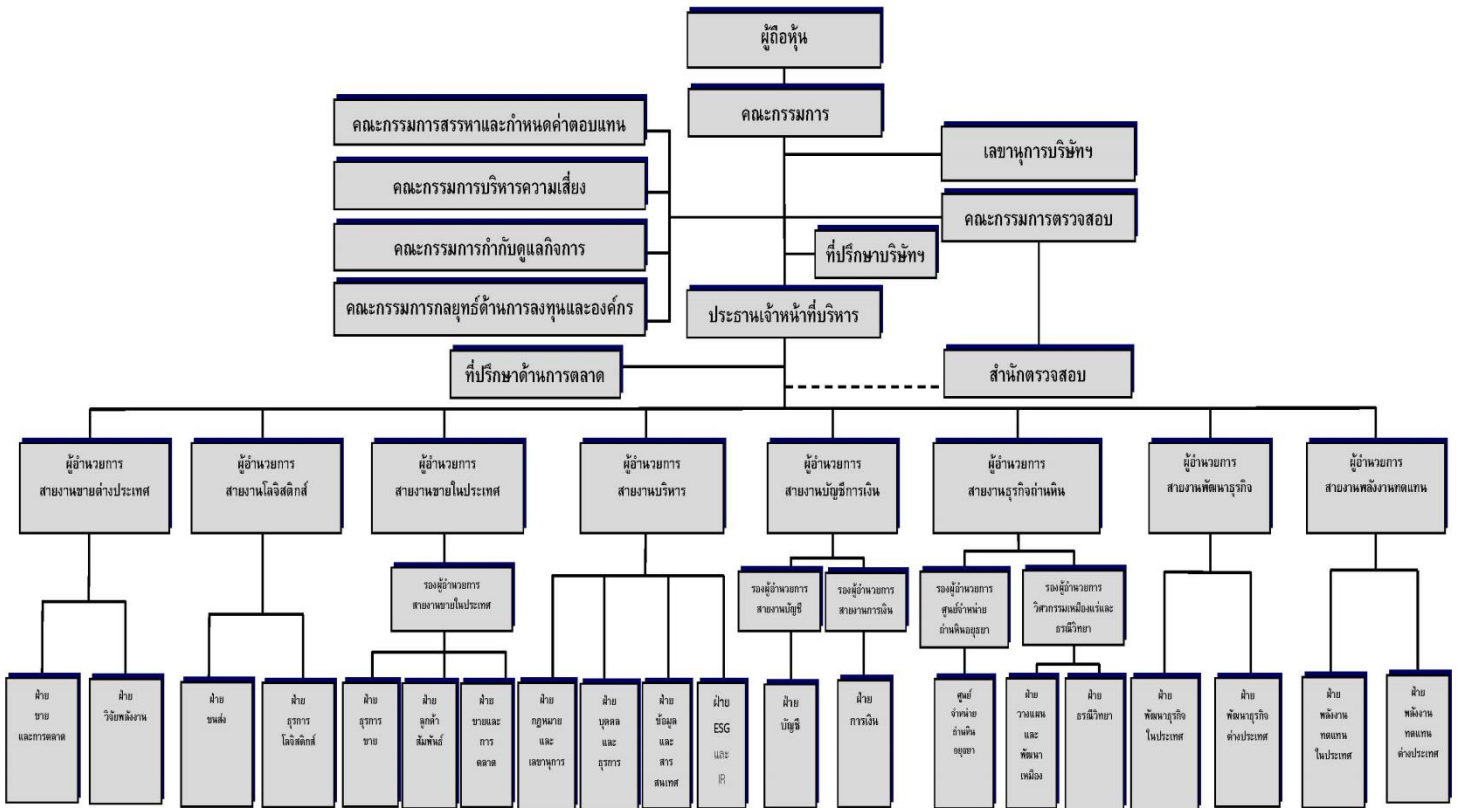 ผู้ถือหุ้น
คณะกรรมการ
คณะกรรมการสรรหาและกำหนดค่าตอบแทน
เลขานุการบริษัทฯ
คณะกรรมการบริหารความเสี่ยง
คณะกรรมการตรวจสอบ
คณะกรรมการกำกับดูแลกิจการ
ที่ปรึกษาบริษัทฯ
คณะกรรมการกลยุทธ์ด้านการลงทุนและองค์กร
ประธานเจ้าหน้าที่บริหาร
ที่ปรึกษาด้านการตลาด
สำนักตรวจสอบ
ผู้อำนวยการ
สายงานขายต่างประเทศ
ผู้อำนวยการ
สายงานโลจิสติกส์
ผู้อำนวยการ
สายงานขายในประเทศ
ผู้อำนวยการ
สายงานบริหาร
ผู้อำนวยการ
สายงานบัญชีการเงิน
ผู้อำนวยการ
สายงานธุรกิจถ่านหิน
ผู้อำนวยการ
สายงานพัฒนาธุรกิจ
ผู้อำนวยการ
สายงานพลังงานทดแทน
รองผู้อำนวยการ
สายงานขายในประเทศ
รองผู้อำนวยการ
สายงานบัญชี
รองผู้อำนวยการ
สายงานการเงิน
รองผู้อำนวยการ
ศูนย์จำหน่าย
ถ่านหินอยุธยา
รองผู้อำนวยการ
วิศวกรรมเหมืองแร่และ
ธรณีวิทยา
ฝ่าย
ขาย
และการตลาด
ฝ่าย
วิจัยพลังงาน
ฝ่าย
ขนส่ง
ฝ่าย
ธุรการ
โลจิสติกส์
ฝ่าย
ธุรการ
ขาย
ฝ่าย
ลูกค้า
สัมพันธ์
ฝ่าย
ขายและ
การ
ตลาด
ฝ่าย
กฎหมาย
และ
เลขานุการ
ฝ่าย
บุคคล
และ
ธุรการ
ฝ่าย
ข้อมูล
และ
สาร
สนเทศ
ฝ่าย
ESG
และ
IR
ฝ่าย
บัญชี
ฝ่าย
การเงิน
ศูนย์
จำหน่าย
ถ่านหิน
อยุธยา
ฝ่าย
วางแผน
และ
พัฒนา
เหมือง
ฝ่าย
ธรณีวิทยา
ฝ่าย
พัฒนาธุรกิจ
ในประเทศ
ฝ่าย
พัฒนาธุรกิจ
ต่างประเทศ
ฝ่าย
พลังงาน
ทดแทน
ในประเทศ
ฝ่าย
พลังงาน
ทดแทน
ต่างประเทศ